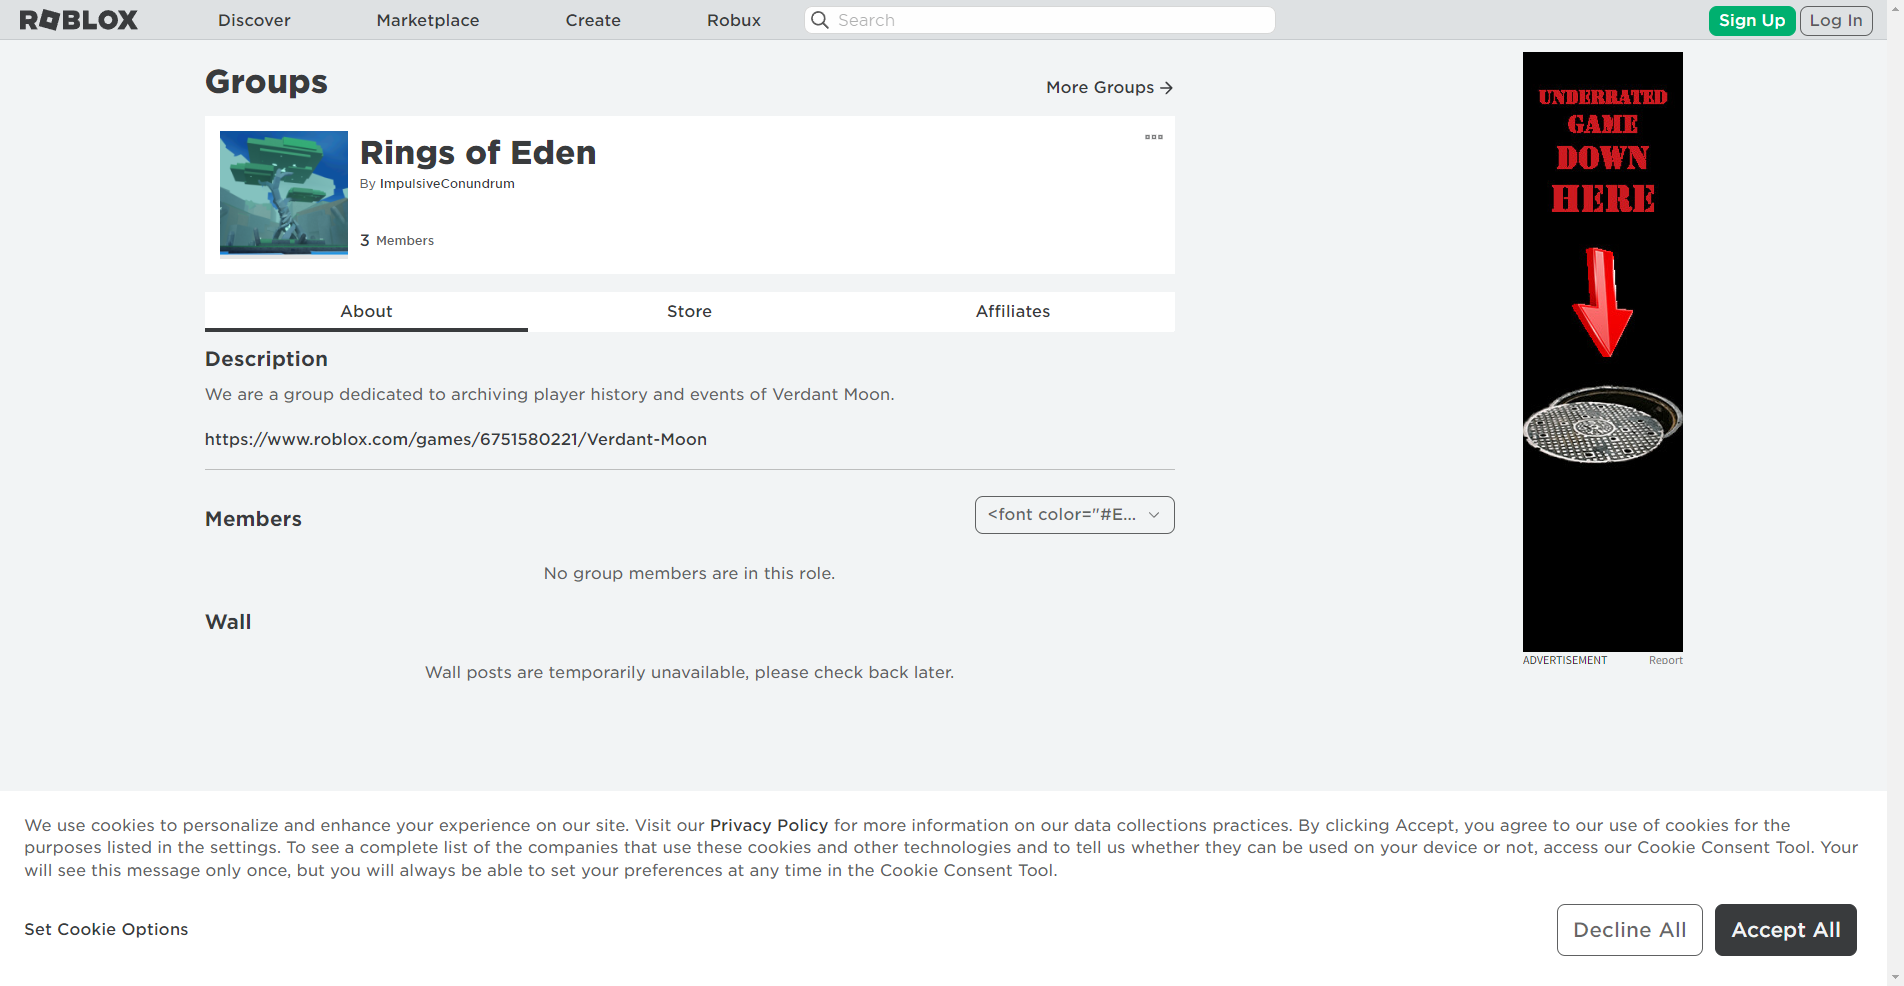 ROBLOX
Discover
Marketplace
Create
Robux
Search
Sign Up
Log In
Groups
More Groups
Rings of Eden
By ImpulsiveConundrum
3 Members
About
Store
Affiliates
Description
We are a group dedicated to archiving player history and events of Verdant Moon.
https://www.roblox.com/games/6751580221/Verdant-Moon
Members
<font color="#E...
No group members are in this role.
Wall
Wall posts are temporarily unavailable, please check back later.
UNDERRATED
GAME
DOWN
HERE
ADVERTISEMENT
Report
We use cookies to personalize and enhance your experience on our site. Visit our Privacy Policy for more information on our data collections practices. By clicking Accept, you agree to our use of cookies for the
purposes listed in the settings. To see a complete list of the companies that use these cookies and other technologies and to tell us whether they can be used on your device or not, access our Cookie Consent Tool. Your
will see this message only once, but you will always be able to set your preferences at any time in the Cookie Consent Tool.
Set Cookie Options
Decline All
Accept All